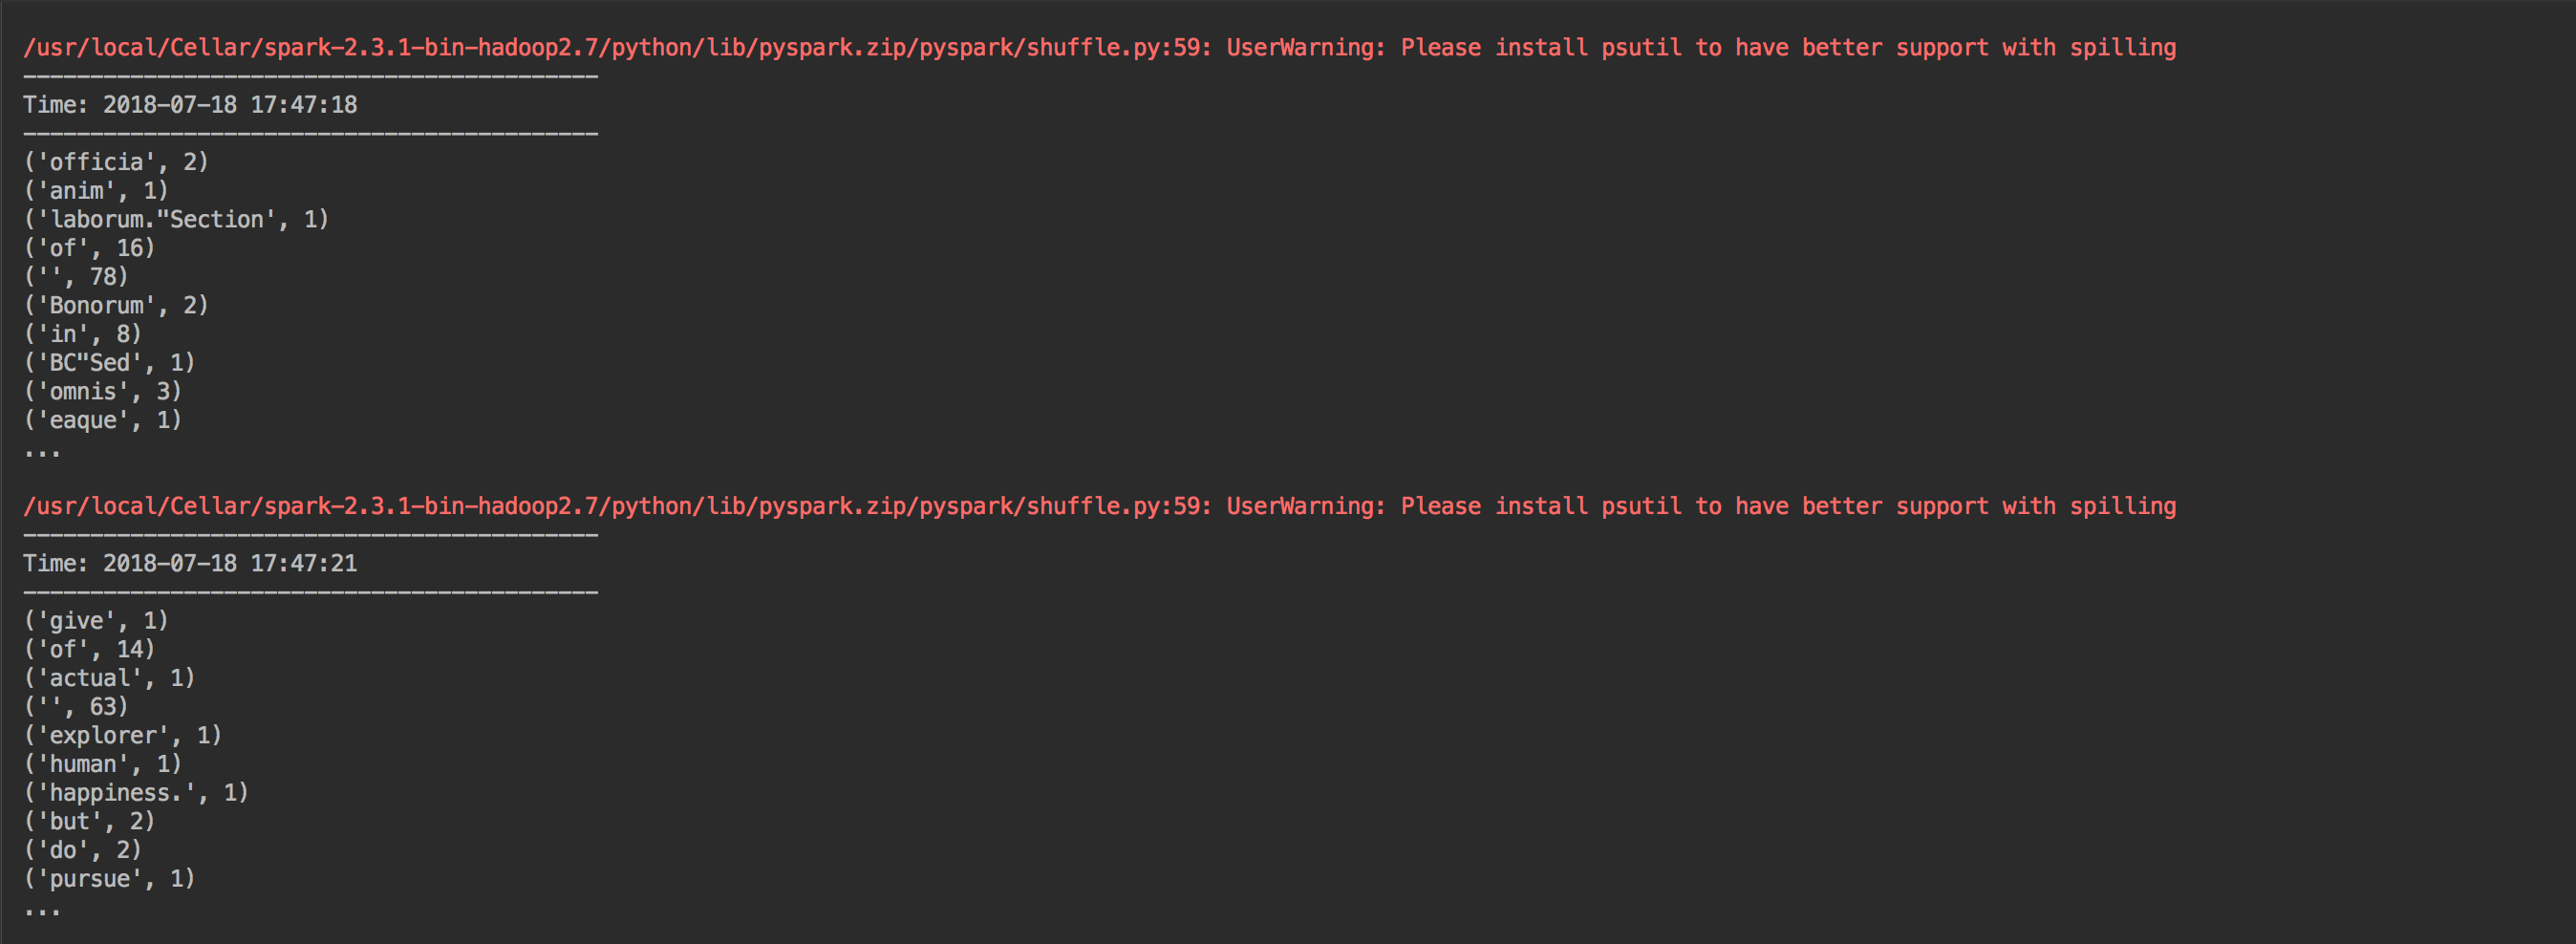 /usr/local/Cellar/spark-2.3.1-bin-hadoop2.7/python/lib/pyspark.zip/pyspark/shuffle.py:59: UserWarning: Please install psutil to have better support with spilling
-------------------------------------------
Time: 2018-07-18 17:47:18
-------------------------------------------
('officia', 2)
('anim', 1)
('laborum."Section', 1)
('of', 16)
('', 78)
('Bonorum', 2)
('in', 8)
('BC"Sed', 1)
('omnis', 3)
('eaque', 1)
...
/usr/local/Cellar/spark-2.3.1-bin-hadoop2.7/python/lib/pyspark.zip/pyspark/shuffle.py:59: UserWarning: Please install psutil to have better support with spilling
-------------------------------------------
Time: 2018-07-18 17:47:21
-------------------------------------------
('give', 1)
('of', 14)
('actual', 1)
('', 63)
('explorer', 1)
('human', 1)
('happiness.', 1)
('but', 2)
('do', 2)
('pursue', 1)
...